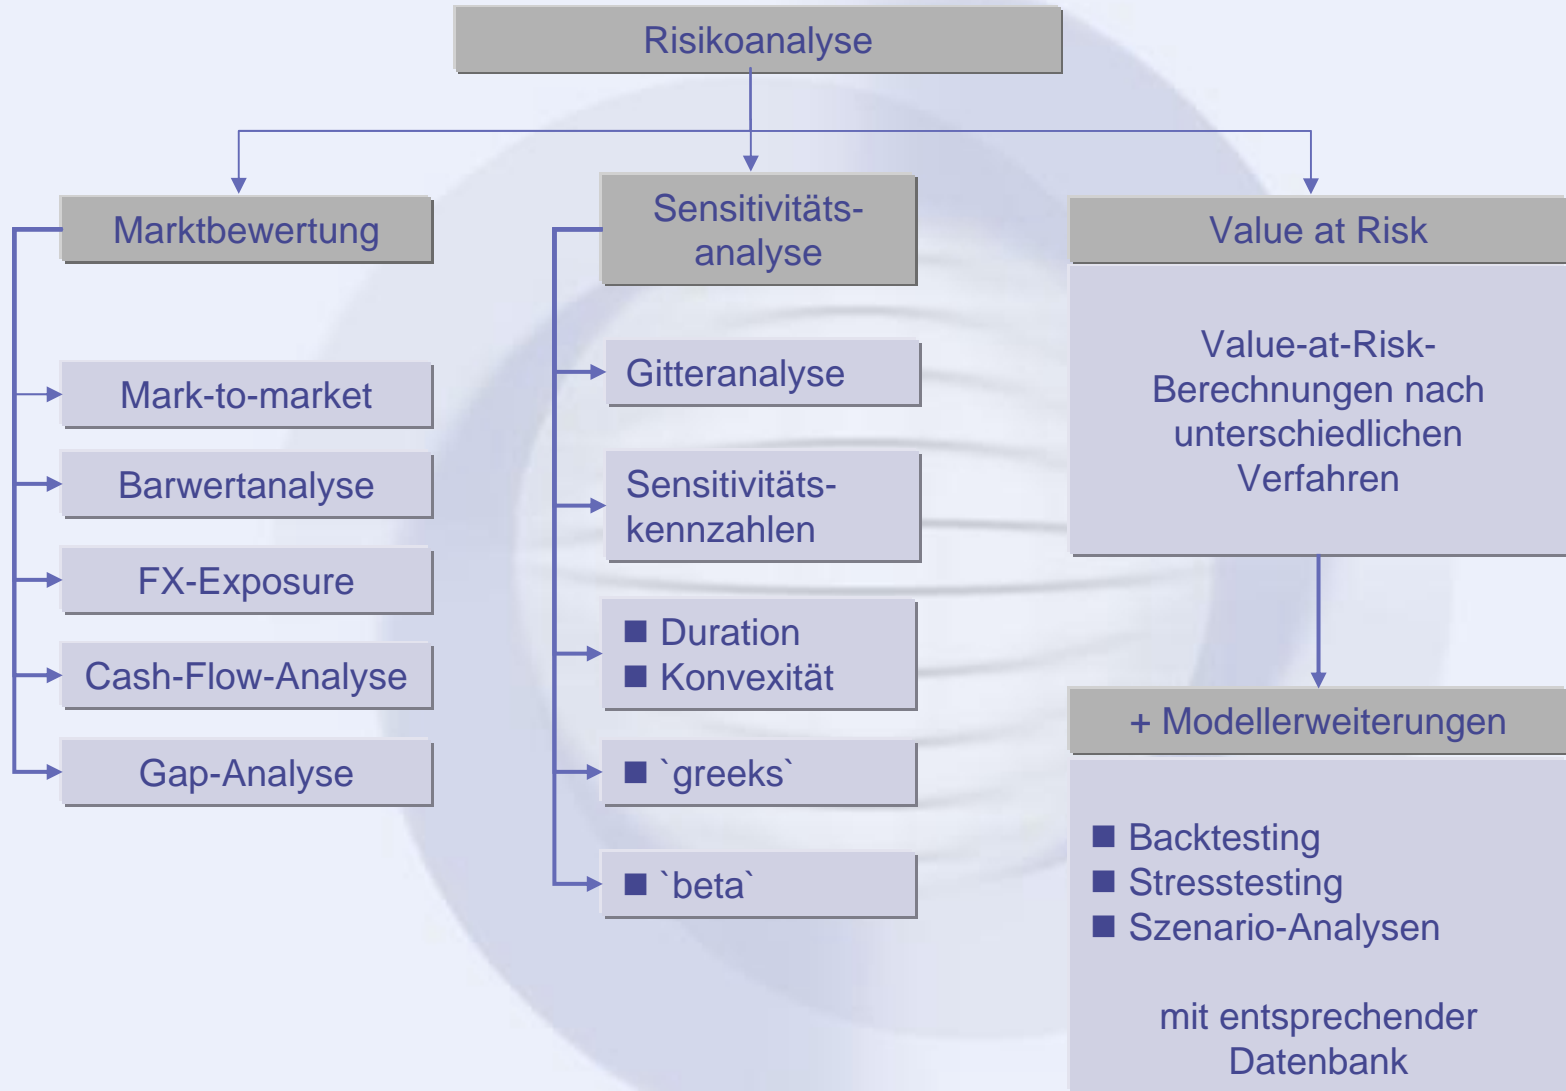 Risikoanalyse
Marktbewertung
Mark-to-market
Barwertanalyse
FX-Exposure
Cash-Flow-Analyse
Gap-Analyse
Sensitivitäts-
analyse
Gitteranalyse
Sensitivitäts-
kennzahlen
■ Duration
■ Konvexität
■ `greeks`
■ `beta`
Value at Risk
Value-at-Risk-
Berechnungen nach
unterschiedlichen
Verfahren
+ Modellerweiterungen
■ Backtesting
■ Stresstesting
■ Szenario-Analysen
mit entsprechender
Datenbank